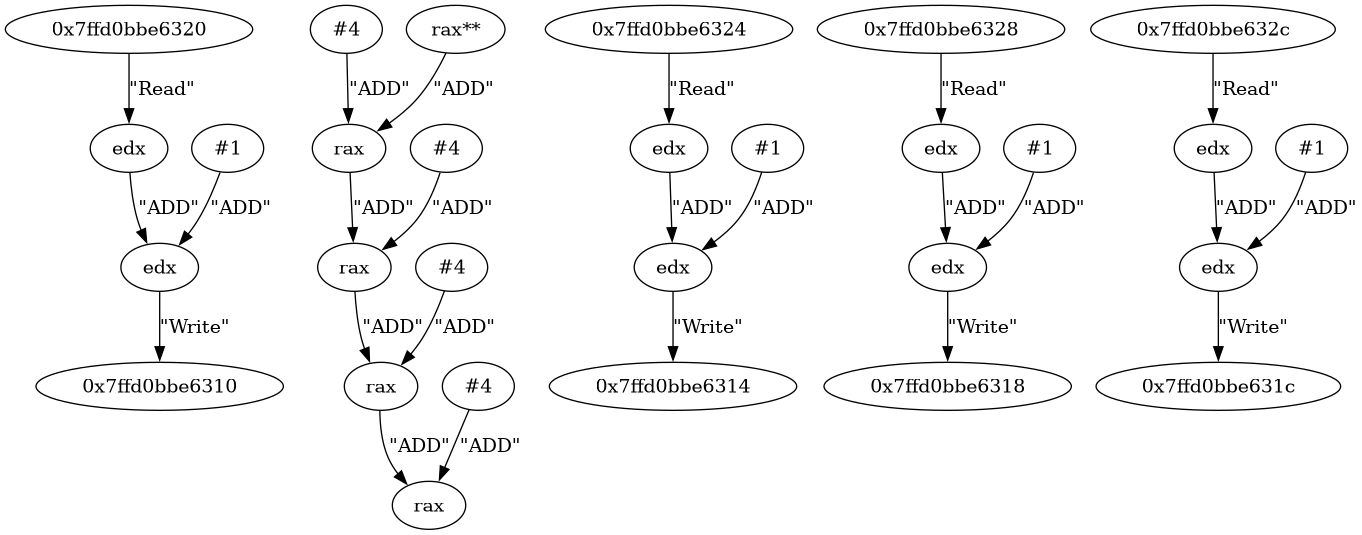 0x7ffd0bbe6320
#4
rax**
0x7ffd0bbe6324
0x7ffd0bbe6328
0x7ffd0bbe632c
"Read"
"ADD"
"ADD"
"Read"
"Read"
"Read"
edx
#1
rax
#4
edx
#1
edx
#1
edx
#1
"ADD"
"ADD"
"ADD"
"ADD"
"ADD"
"ADD"
"ADD"
"ADD"
"ADD"
"ADD"
edx
rax
#4
edx
edx
edx
"Write"
"ADD"
"ADD"
"Write"
"Write"
"Write"
0x7ffd0bbe6310
rax
#4
0x7ffd0bbe6314
0x7ffd0bbe6318
0x7ffd0bbe631c
"ADD"
"ADD"
rax